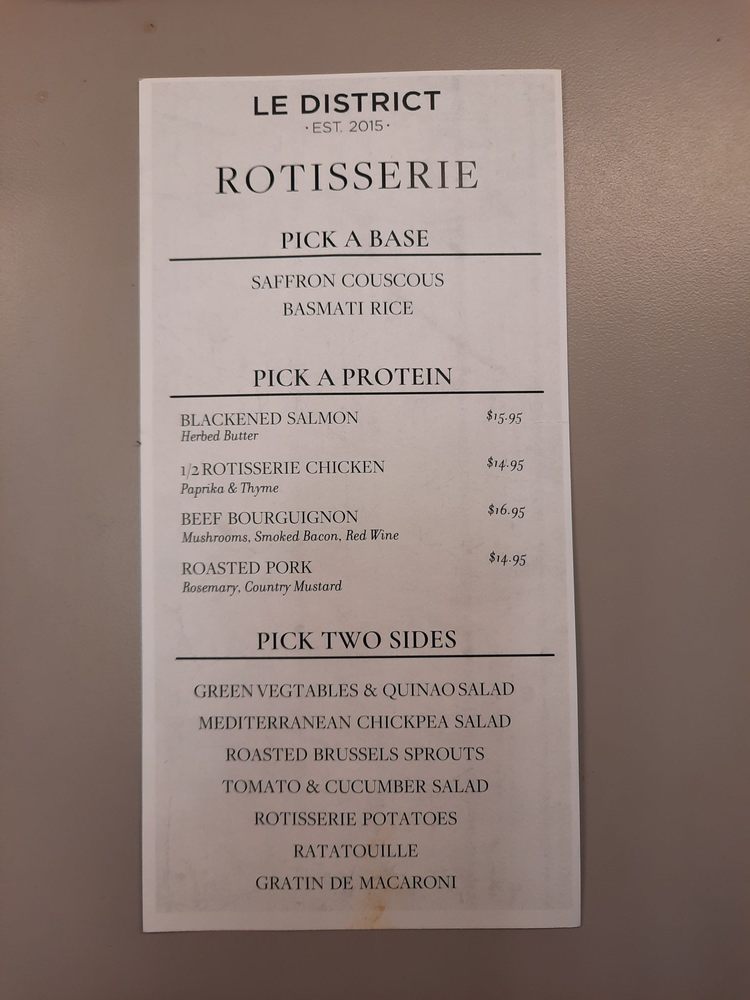 LE DISTRICT
·EST. 2015·
ROTISSERIE
PICK A BASE
SAFFRON COUSCOUS
BASMATI RICE
PICK A PROTEIN
BLACKENED SALMON $15.95
Herbed Butter
1/2 ROTISSERIE CHICKEN $14.95
Paprika & Thyme
BEEF BOURGUIGNON $16.95
Mushrooms, Smoked Bacon, Red Wine
ROASTED PORK $14.95
Rosemary, Country Mustard
PICK TWO SIDES
GREEN VEGTABLES & QUINAO SALAD
MEDITERRANEAN CHICKPEA SALAD
ROASTED BRUSSELS SPROUTS
TOMATO & CUCUMBER SALAD
ROTISSERIE POTATOES
RATATOUILLE
GRATIN DE MACARONI